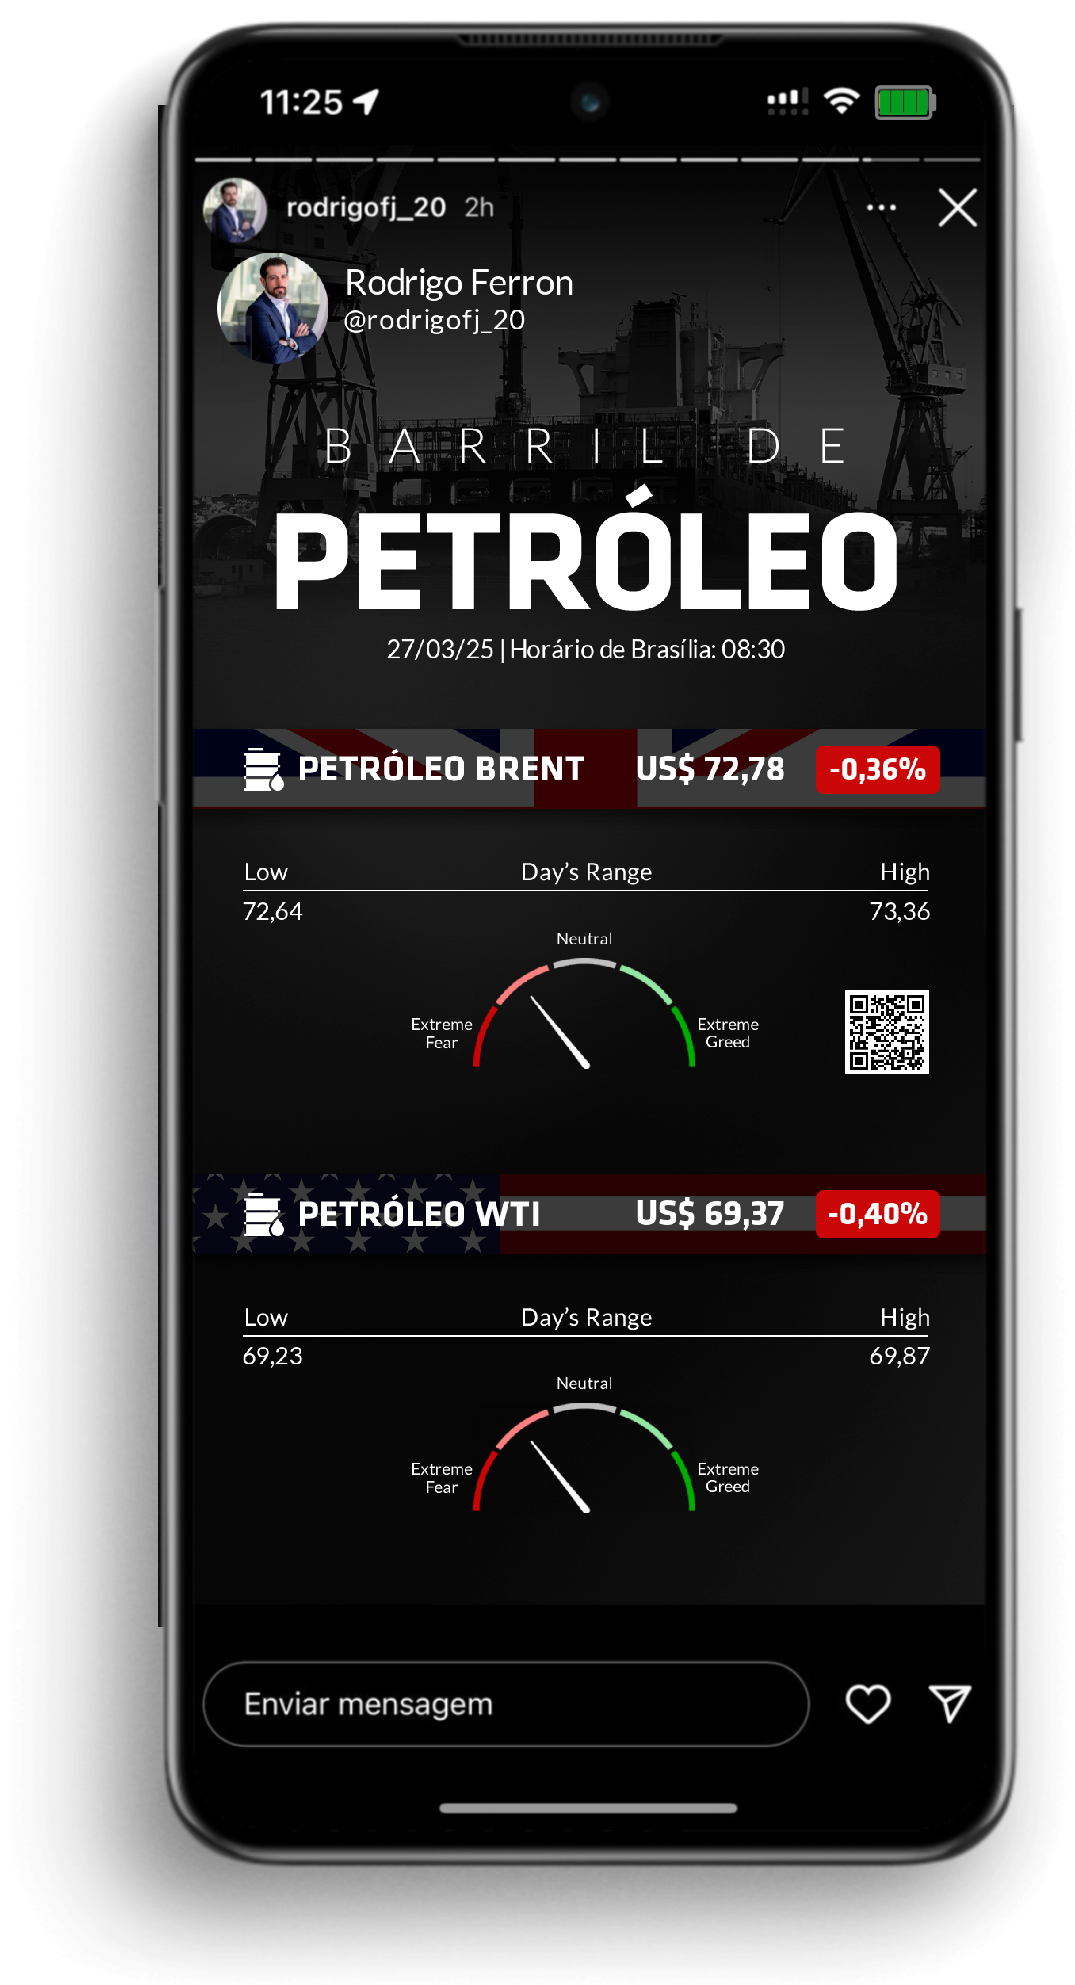 11:25
rodrigofj_20 2h
Rodrigo Ferron
@rodrigofj_20
BARRIL DE
PETRÓLEO
27/03/25 | Horário de Brasília: 08:30
PETRÓLEO BRENT US$ 72,78 -0,36%
Low Day’s Range High
72,64 73,36
Neutral
Extreme Fear
Extreme Greed
PETRÓLEO WTI US$ 69,37 -0,40%
Low Day’s Range High
69,23 69,87
Neutral
Extreme Fear
Extreme Greed
Enviar mensagem